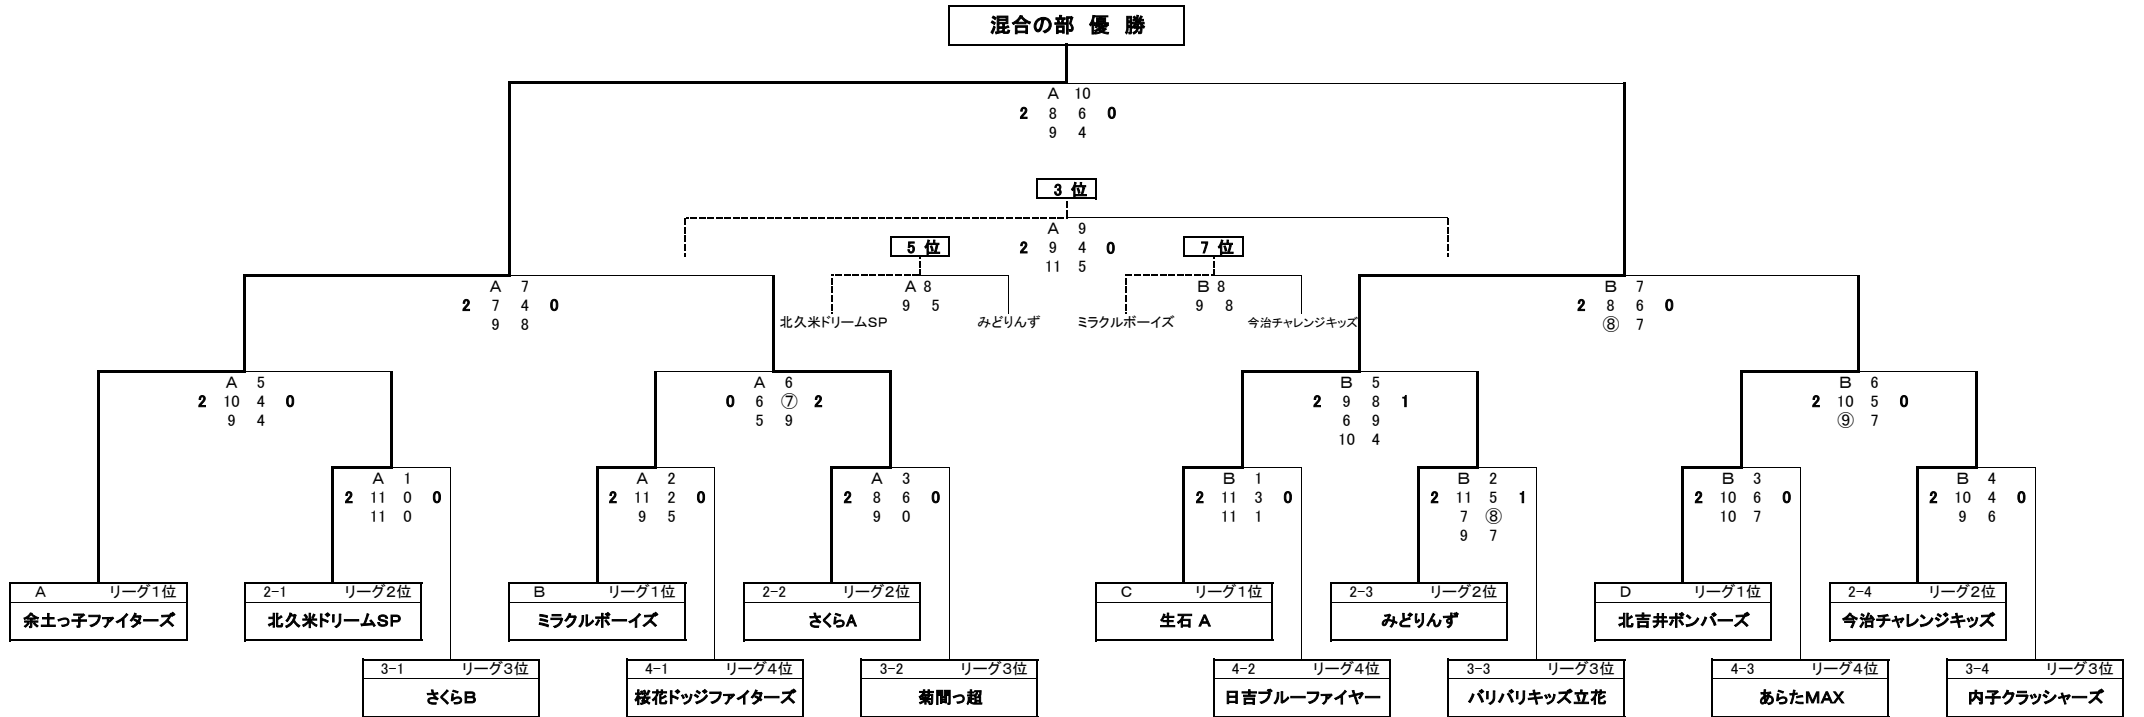 混合の部 優 勝
A 10
2 8 6 0
9 4
3 位
A 9
2 9 4 0
11 5
5 位
7 位
A 8
9 5
北久米ドリームSP
みどりんず
B 8
9 8
ミラクルボーイズ
今治チャレンジキッズ
A 7
2 7 4 0
9 8
B 7
2 8 6 0
⑧ 7
A 5
2 10 4 0
9 4
A 6
0 6 ⑦ 2
5 9
B 5
2 9 8 1
6 9
10 4
B 6
2 10 5 0
⑨ 7
A 1
2 11 0 0
11 0
A 2
2 11 2 0
9 5
A 3
2 8 6 0
9 0
B 1
2 11 3 0
11 1
B 2
2 11 5 1
7 ⑧
9 7
B 3
2 10 6 0
10 7
B 4
2 10 4 0
9 6
A リーグ1位
余土っ子ファイターズ
2-1 リーグ2位
北久米ドリームSP
B リーグ1位
ミラクルボーイズ
2-2 リーグ2位
さくらA
C リーグ1位
生石 A
2-3 リーグ2位
みどりんず
D リーグ1位
北吉井ボンバーズ
2-4 リーグ2位
今治チャレンジキッズ
3-1 リーグ3位
さくらB
4-1 リーグ4位
桜花ドッジファイターズ
3-2 リーグ3位
菊間っ超
4-2 リーグ4位
日吉ブルーファイヤー
3-3 リーグ3位
バリバリキッズ立花
4-3 リーグ4位
あらたMAX
3-4 リーグ3位
内子クラッシャーズ